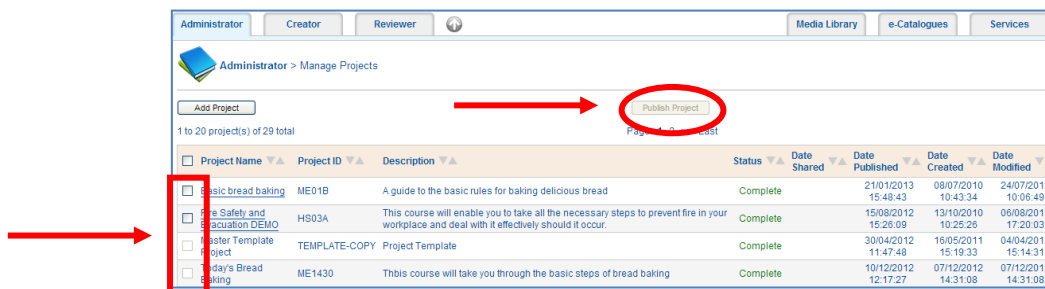 Administrator Creator Reviewer Media Library e-Catalogues Services
Administrator > Manage Projects
Add Project Publish Project
1 to 20 project(s) of 29 total
Project Name Project ID Description Status Date Shared Date Published Date Created Date Modified
Basic bread baking ME01B A guide to the basic rules for baking delicious bread Complete 21/01/2013 15:48:43 08/07/2010 10:43:34 24/07/201 10:06:49
Fire Safety and Evacuation DEMO HS03A This course will enable you to take all the necessary steps to prevent fire in your workplace and deal with it effectively should it occur. Complete 15/08/2012 15:26:09 13/10/2010 10:25:26 06/08/201 17:20:03
Master Template Project TEMPLATE-COPY Project Template Complete 30/04/2012 11:47:48 16/05/2011 15:19:33 04/04/201 15:14:31
Today's Bread Baking ME1430 Thbis course will take you through the basic steps of bread baking Complete 10/12/2012 12:17:27 07/12/2012 14:31:08 07/12/201 14:31:08